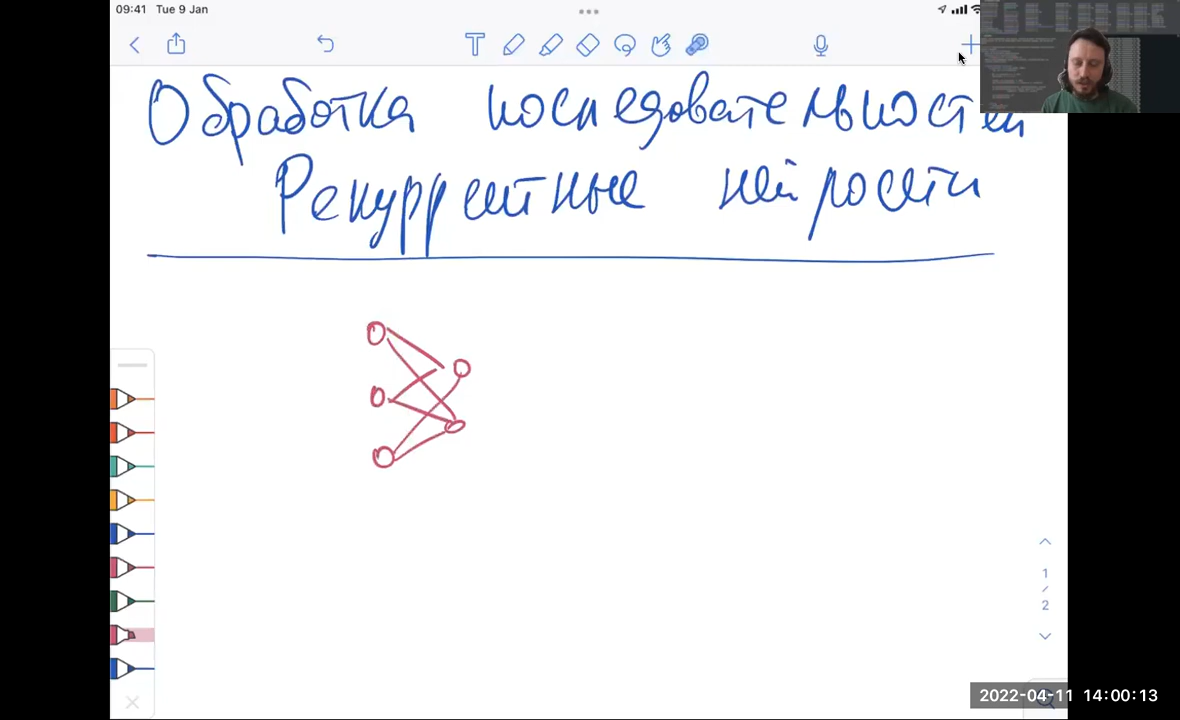 09:41 Tue 9 Jan
Обработка последовательностей
Рекуррентные нейросети
1
/
2
2022-04-11 14:00:13